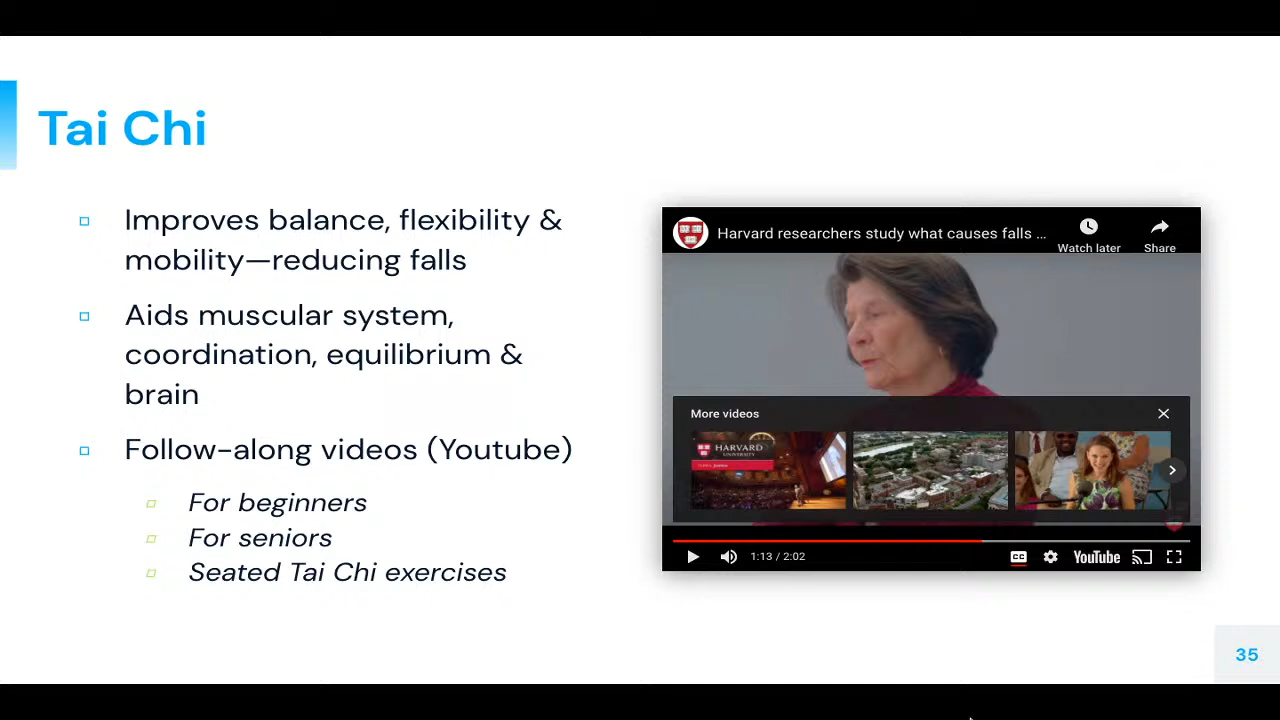 Tai Chi
Improves balance, flexibility &
mobility—reducing falls
Aids muscular system,
coordination, equilibrium &
brain
Follow-along videos (Youtube)
For beginners
For seniors
Seated Tai Chi exercises
Harvard researchers study what causes falls ...
Watch later
Share
More videos
HARVARD
UNIVERSITY
1:13 / 2:02
CC
YouTube
35